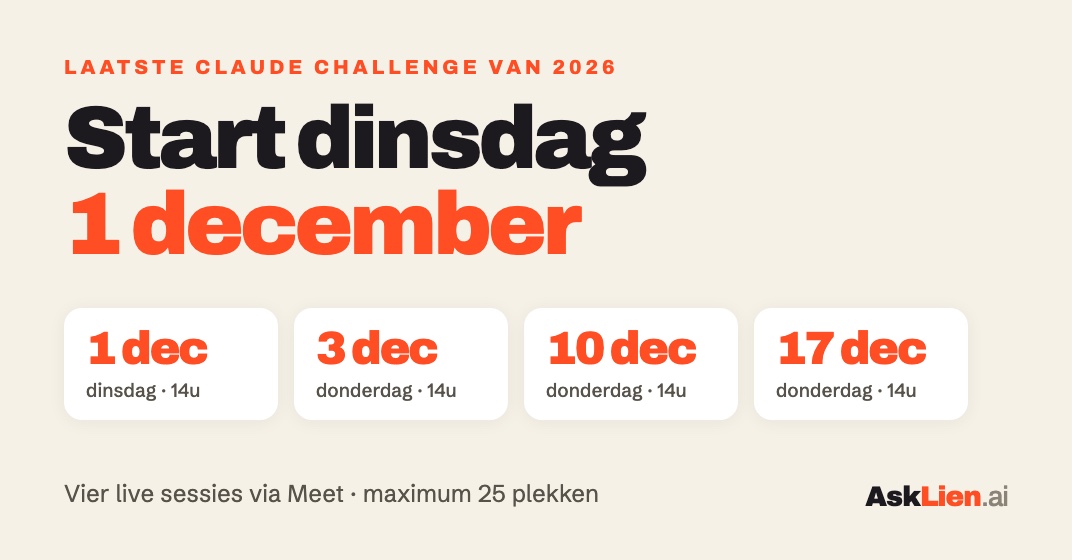 LAATSTE CLAUDE CHALLENGE VAN 2026
Start dinsdag
1 december
1 dec
dinsdag · 14u
3 dec
donderdag · 14u
10 dec
donderdag · 14u
17 dec
donderdag · 14u
Vier live sessies via Meet · maximum 25 plekken
AskLien.ai